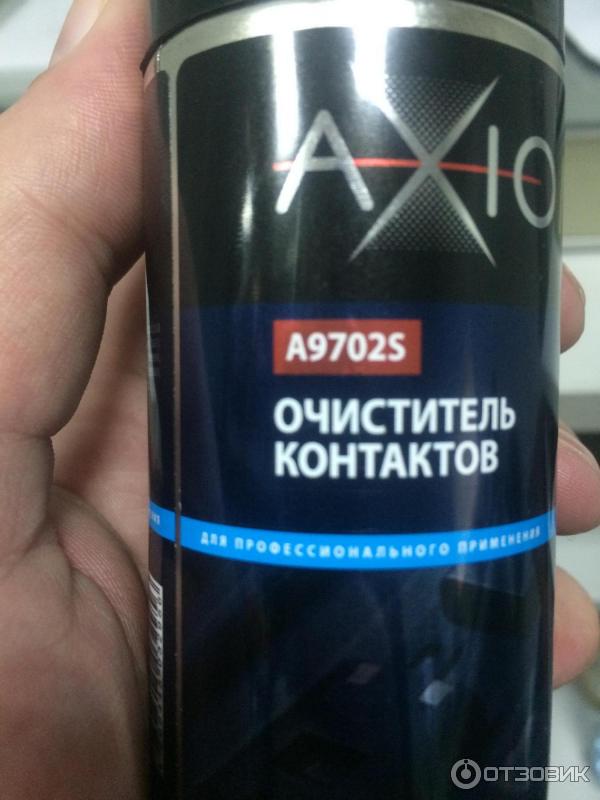 AXIO
A9702S
ОЧИСТИТЕЛЬ
КОНТАКТОВ
ДЛЯ ПРОФЕССИОНАЛЬНОГО ПРИМЕНЕНИЯ
ОТЗОВИК